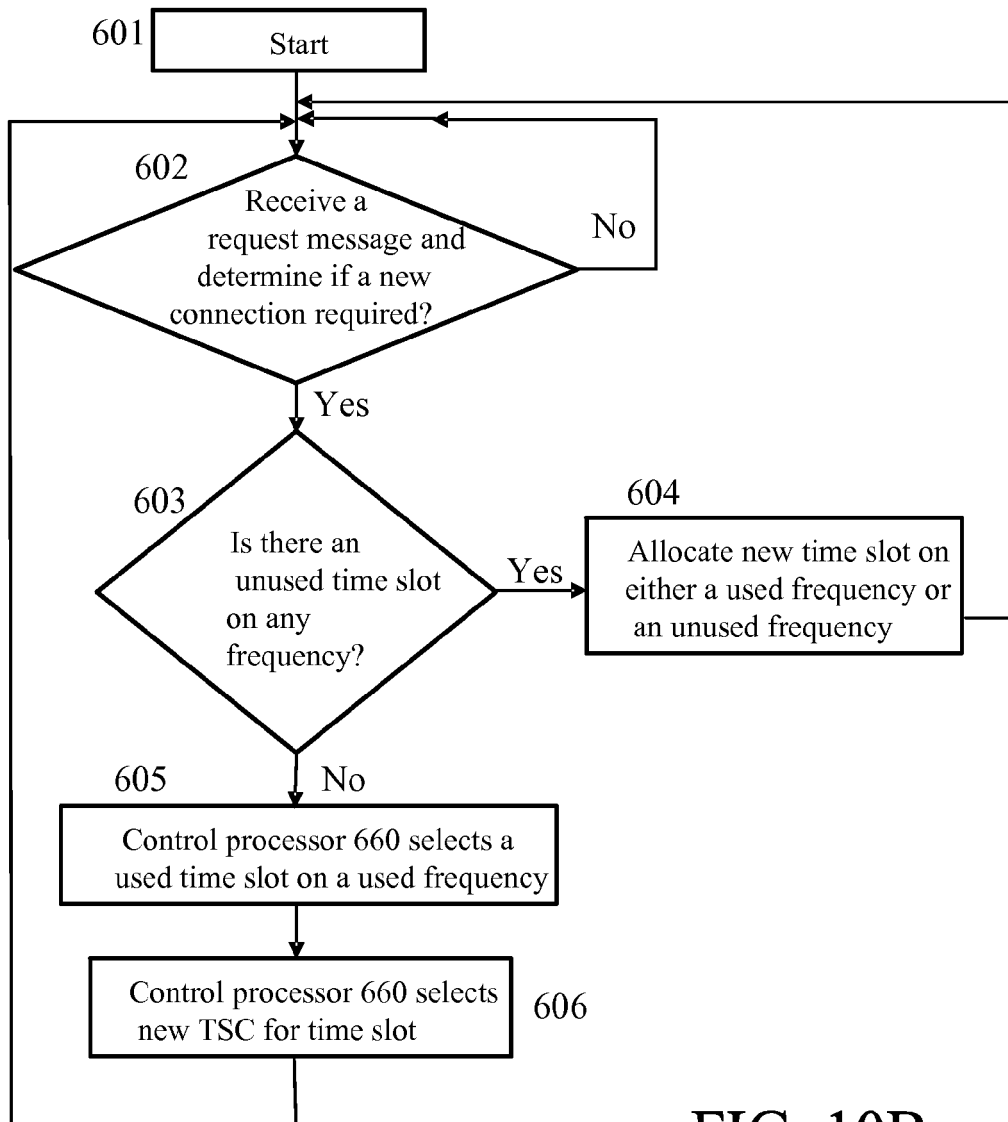 601
Start
602
Receive a
request message and
determine if a new
connection required?
No
Yes
603
Is there an
unused time slot
on any
frequency?
Yes
604
Allocate new time slot on
either a used frequency or
an unused frequency
No
605
Control processor 660 selects a
used time slot on a used frequency
Control processor 660 selects
new TSC for time slot
606
FIG. 10B